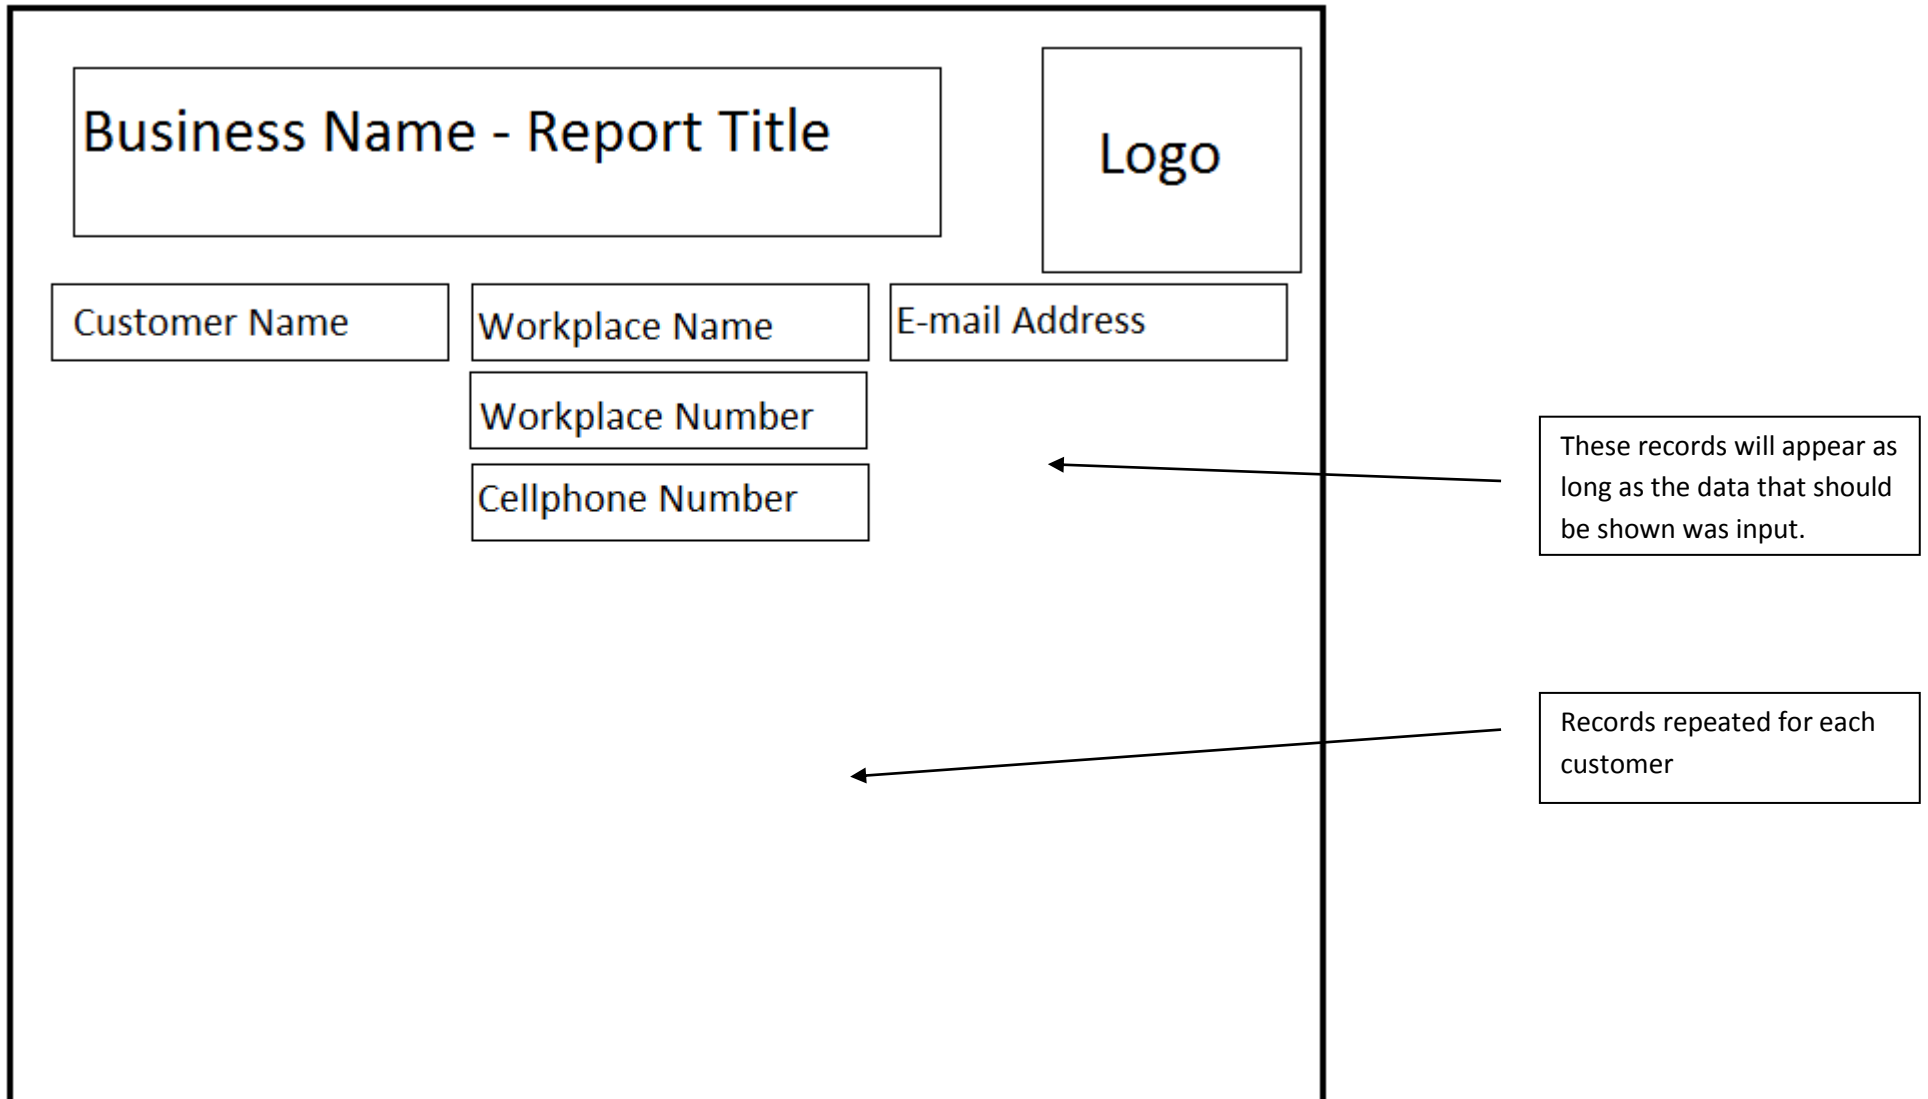 Business Name - Report Title
Logo
Customer Name
Workplace Name
E-mail Address
Workplace Number
Cellphone Number
These records will appear as
long as the data that should
be shown was input.
Records repeated for each
customer